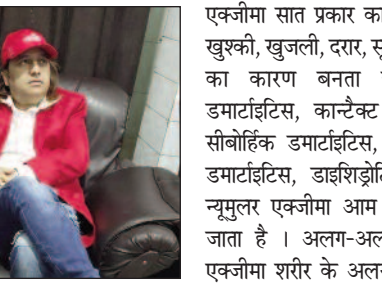 एक्जीमा सात प्रकार का
खुश्की, खुजली, दरार,
का कारण बनता
डमार्टाइटिस, कान्टैक्ट
सीबोर्हिक डमार्टाइटिस,
डमार्टाइटिस,
न्यूमुलर एक्जीमा आम
जाता है ।
एक्जीमा शरीर के